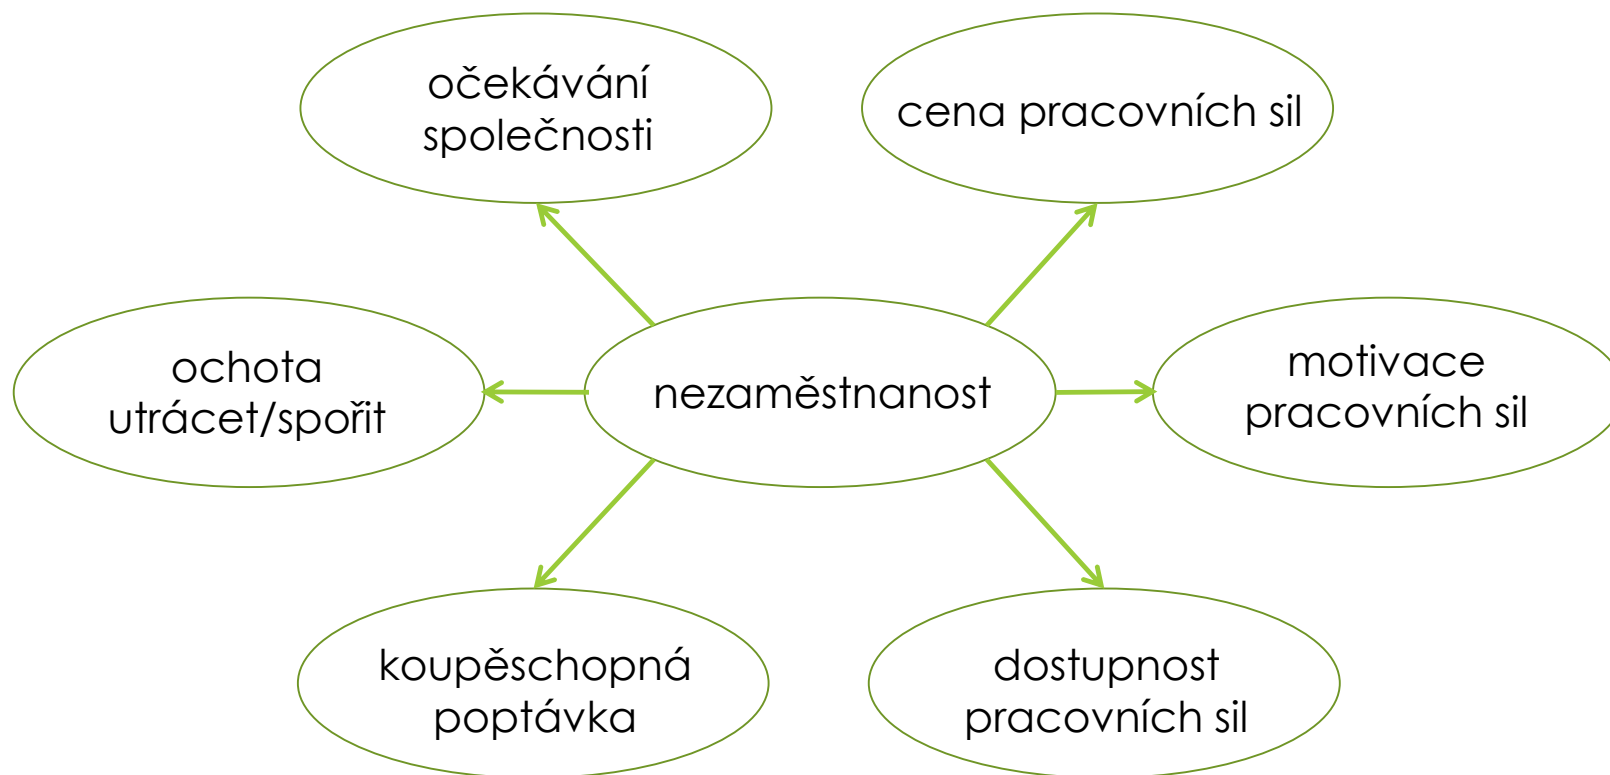 očekávání
společnosti
cena pracovních sil
ochota
utrácet/spořit
nezaměstnanost
motivace
pracovních sil
koupěschopná
poptávka
dostupnost
pracovních sil